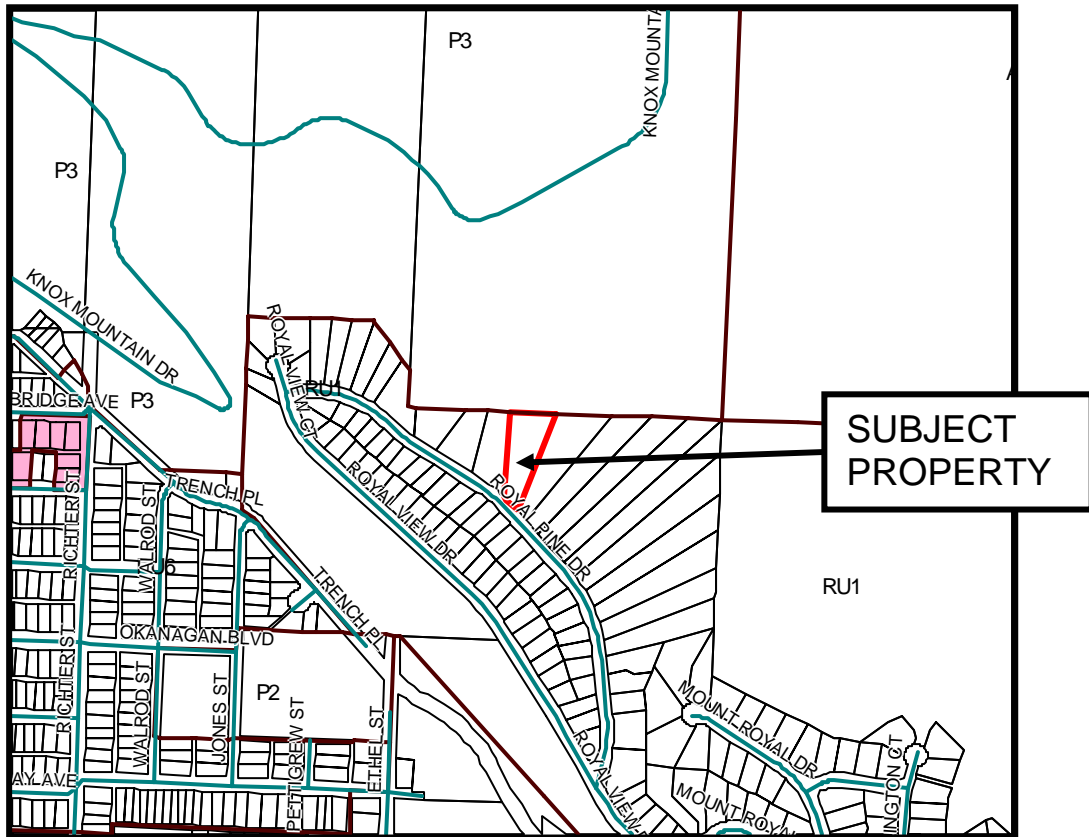 P3
KNOX MOUNTA
P3
KNOX MOUNTAIN DR
ROYAL VIEW CT
RU1
BRIDGE AVE
P3
SUBJECT
PROPERTY
TRENCH PL
ROYAL VIEW DR
ROYAL PINE DR
RICHTER ST
WALROD ST
TRENCH PL
RU1
OKANAGAN BLVD
RICHTER ST
WALROD ST
JONES ST
P2
PETTIGREW ST
ETHEL ST
MOUNT ROYAL DR
ROYAL VIEW
INGTON CT
AY AVE
MOUNT ROYAL